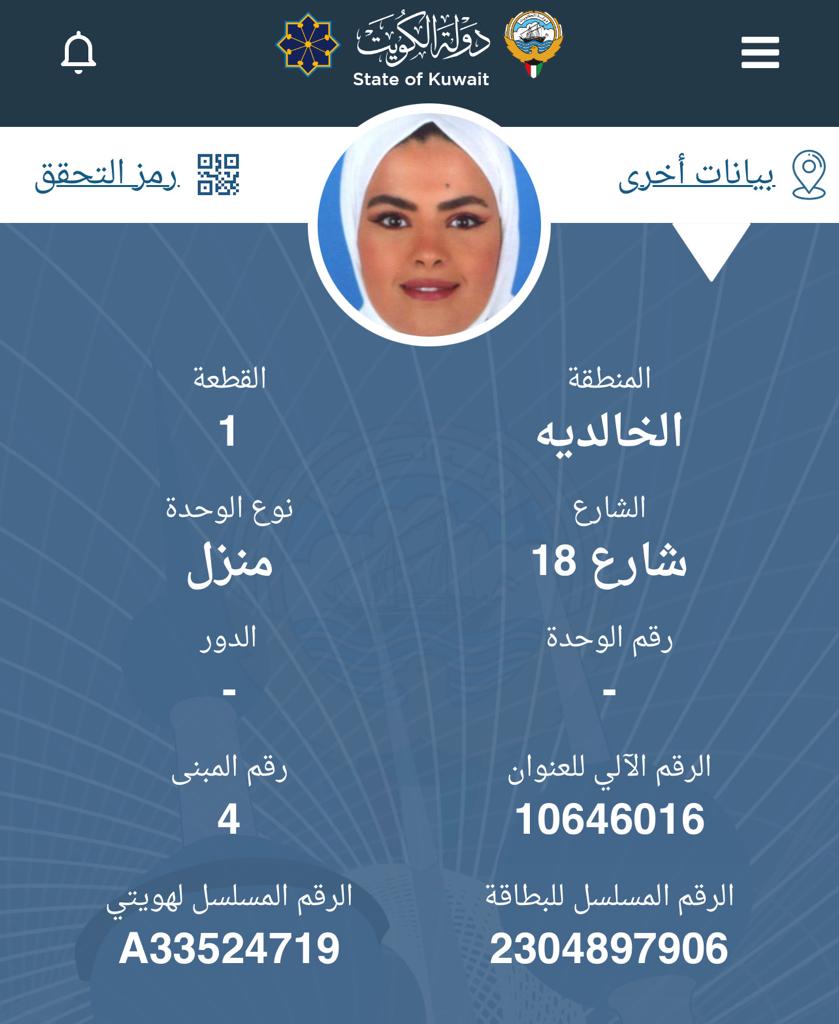 دولة الكويت
State of Kuwait
بيانات أخرى
رمز التحقق
المنطقة
القطعة
الخالديه
1
الشارع
نوع الوحدة
شارع 18
منزل
رقم الوحدة
الدور
-
-
الرقم الآلي للعنوان
رقم المبنى
10646016
4
الرقم المسلسل للبطاقة
الرقم المسلسل لهويتي
2304897906
A33524719